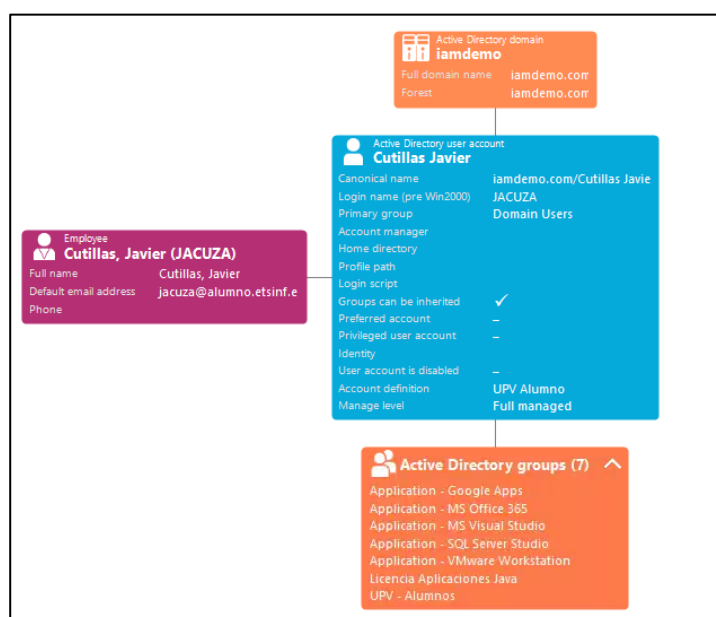 Active Directory domain
iamdemo
Full domain name iamdemo.com
Forest iamdemo.com
Active Directory user account
Cutillas Javier
Canonical name iamdemo.com/Cutillas Javie
Login name (pre Win2000) JACUZA
Primary group Domain Users
Account manager
Home directory
Profile path
Login script
Groups can be inherited ✓
Preferred account –
Privileged user account –
Identity
User account is disabled –
Account definition UPV Alumno
Manage level Full managed
Employee
Cutillas, Javier (JACUZA)
Full name Cutillas, Javier
Default email address jacuza@alumno.etsinf.e
Phone
Active Directory groups (7)
Application - Google Apps
Application - MS Office 365
Application - MS Visual Studio
Application - SQL Server Studio
Application - VMware Workstation
Licencia Aplicaciones Java
UPV - Alumnos